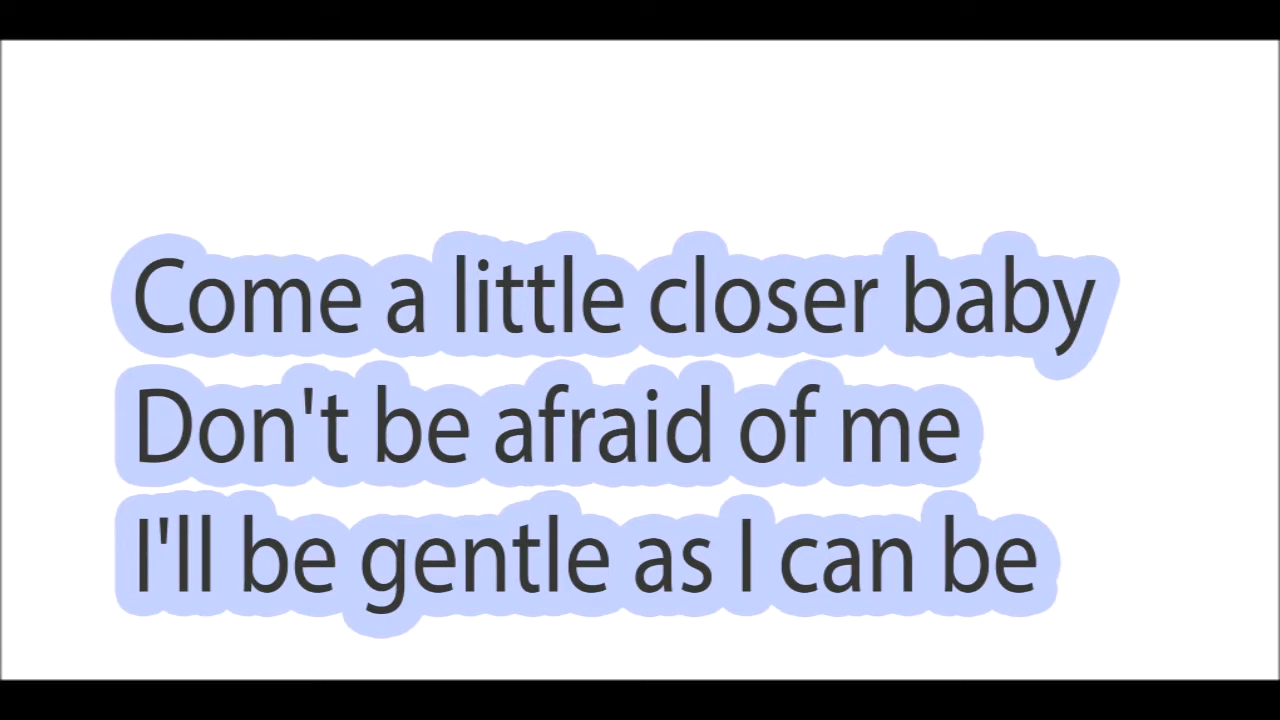 Come a little closer baby
Don't be afraid of me
I'll be gentle as I can be